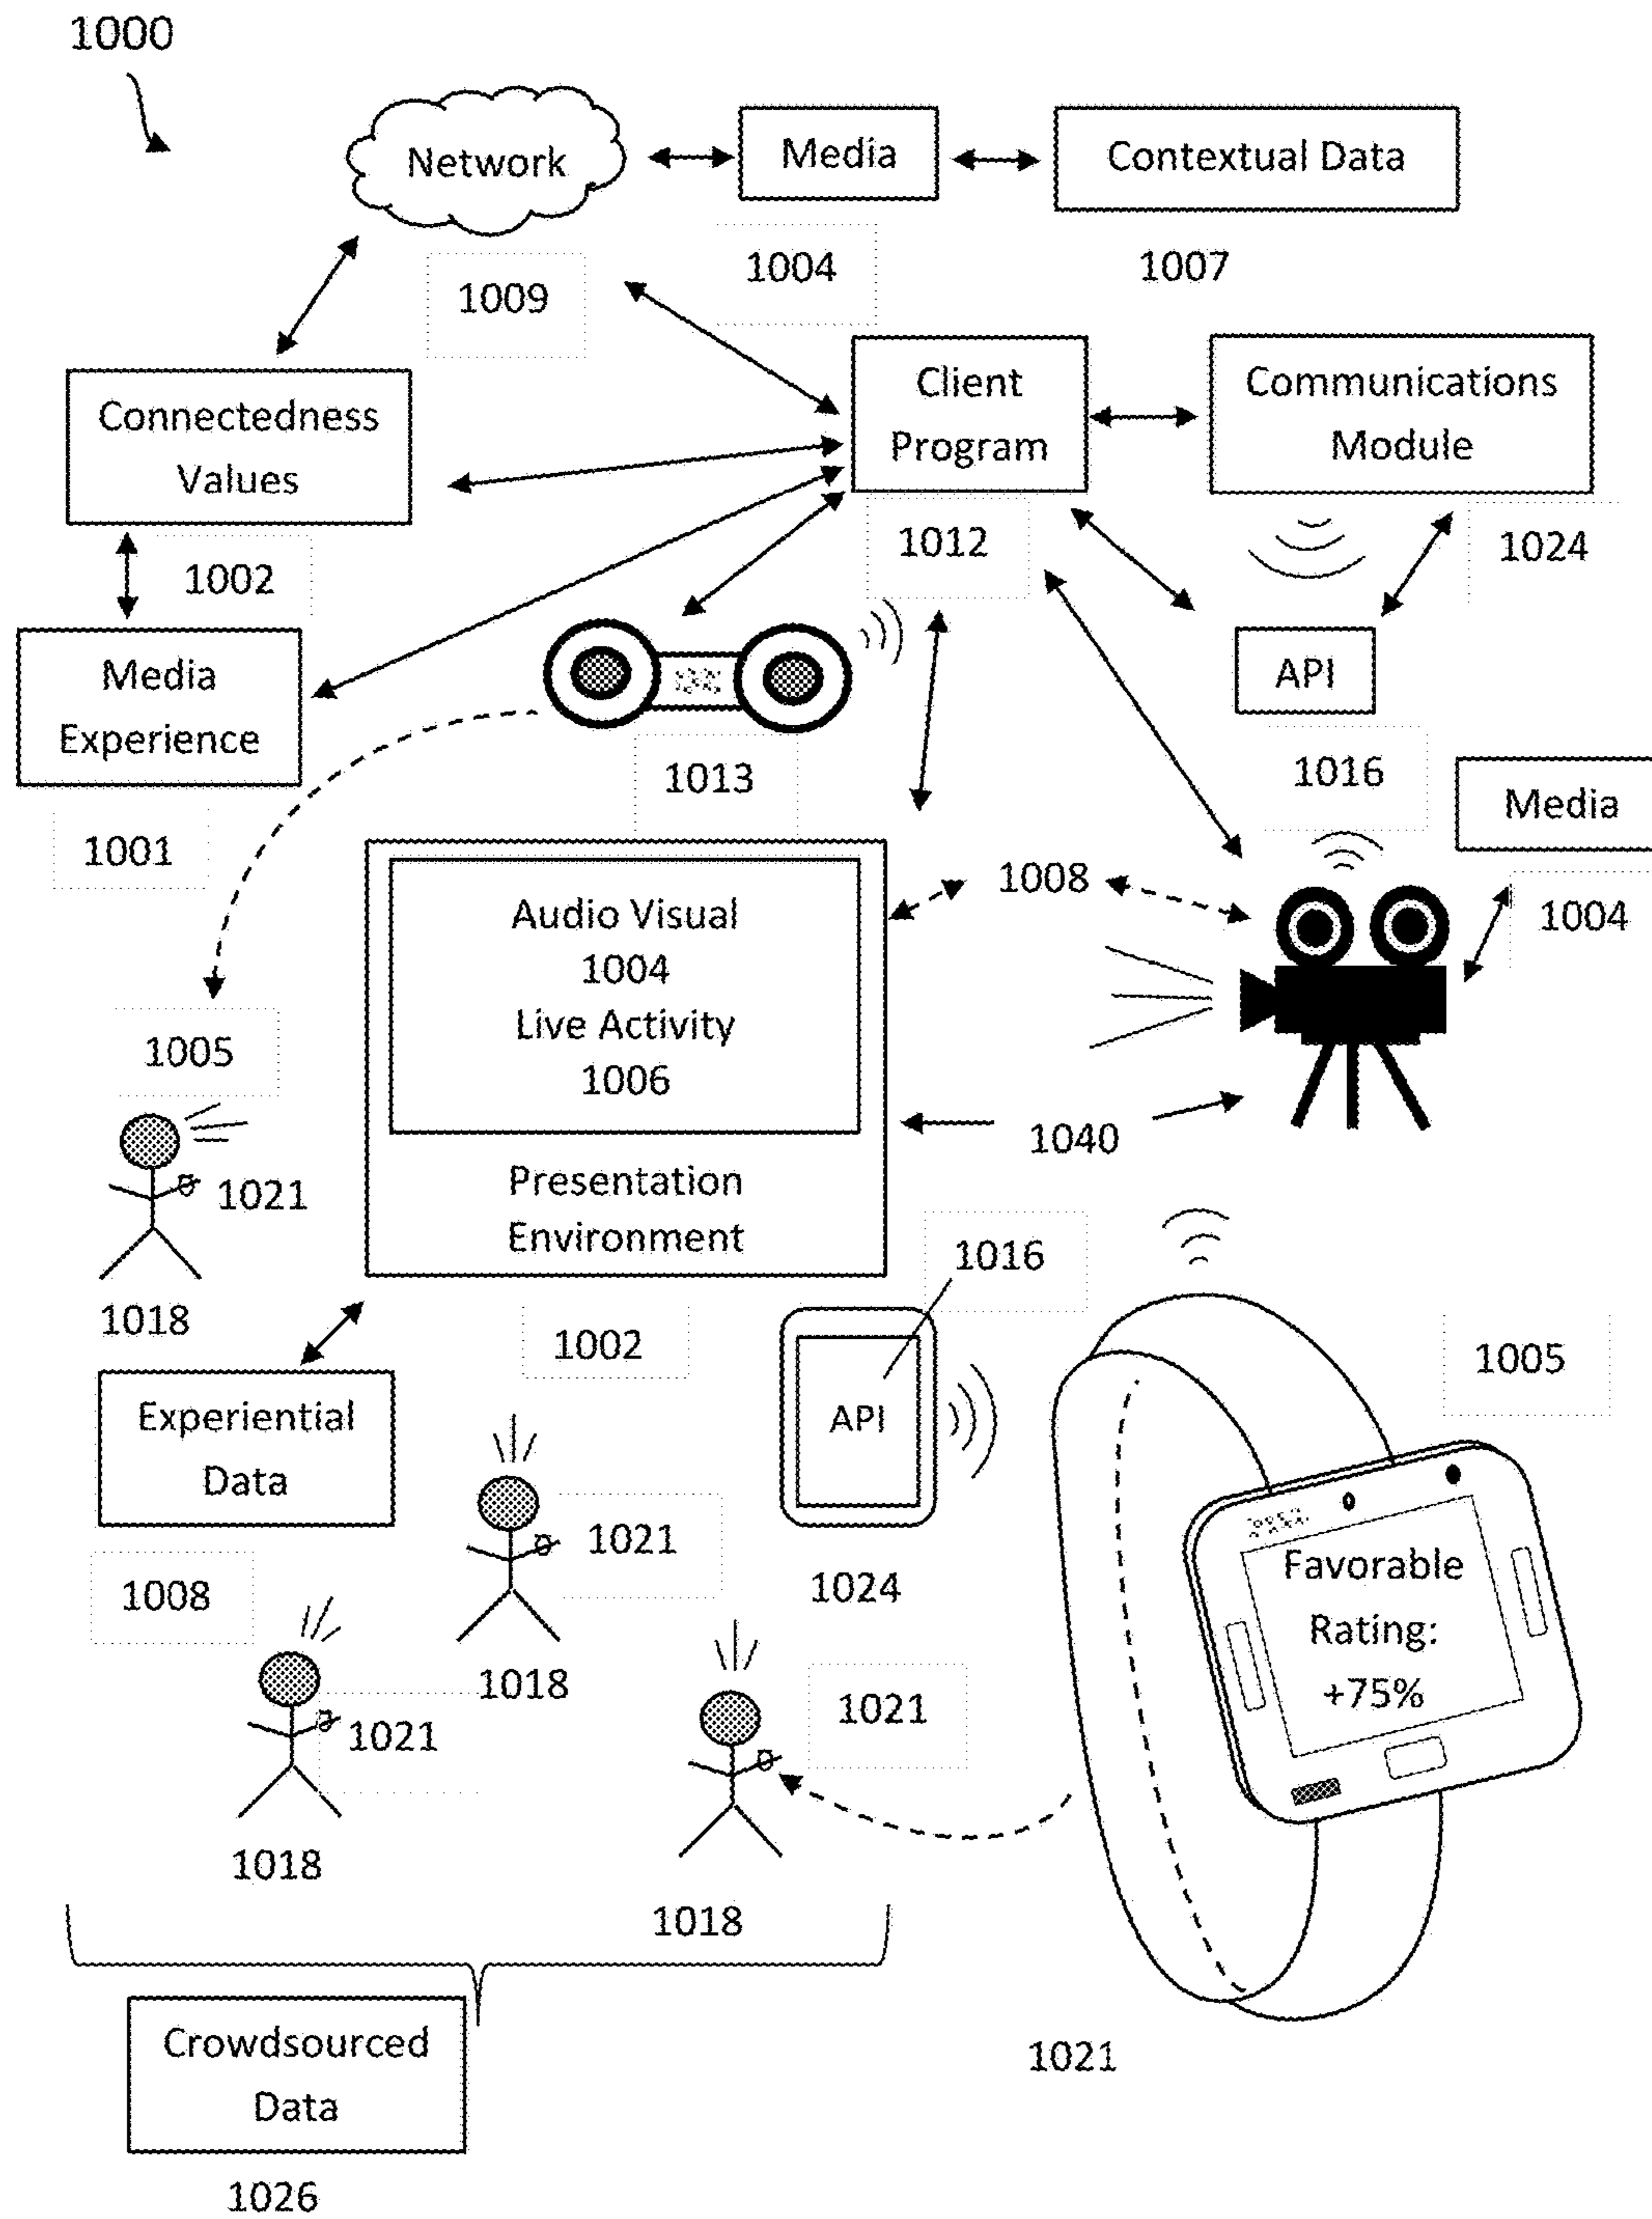 1000
Network
Media
Contextual Data
1009
1004
1007
Connectedness
Values
1002
Client
Program
1012
Communications
Module
1024
Media
Experience
1001
1013
API
1016
Media
1004
1008
Audio Visual
1004
Live Activity
1006
Presentation
Environment
1002
1040
1005
1021
1018
1016
API
1024
Experiential
Data
1008
1021
1018
1021
1018
1021
1018
1005
Favorable
Rating:
+75%
1021
Crowdsourced
Data
1026